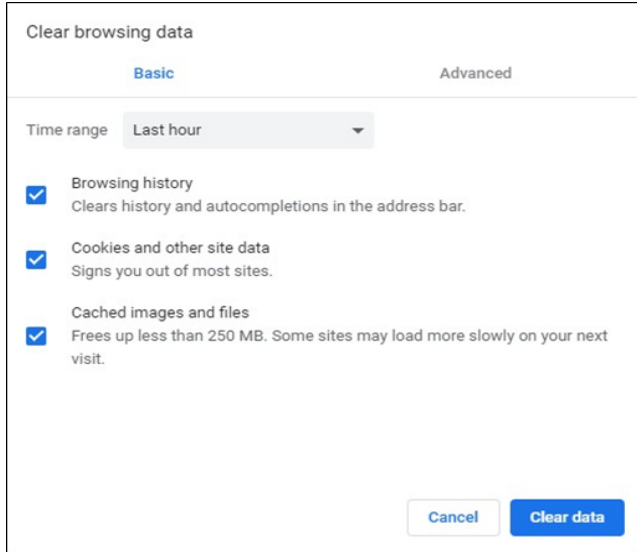 Clear browsing data
Basic Advanced
Time range Last hour
Browsing history
Clears history and autocompletions in the address bar.
Cookies and other site data
Signs you out of most sites.
Cached images and files
Frees up less than 250 MB. Some sites may load more slowly on your next
visit.
Cancel Clear data